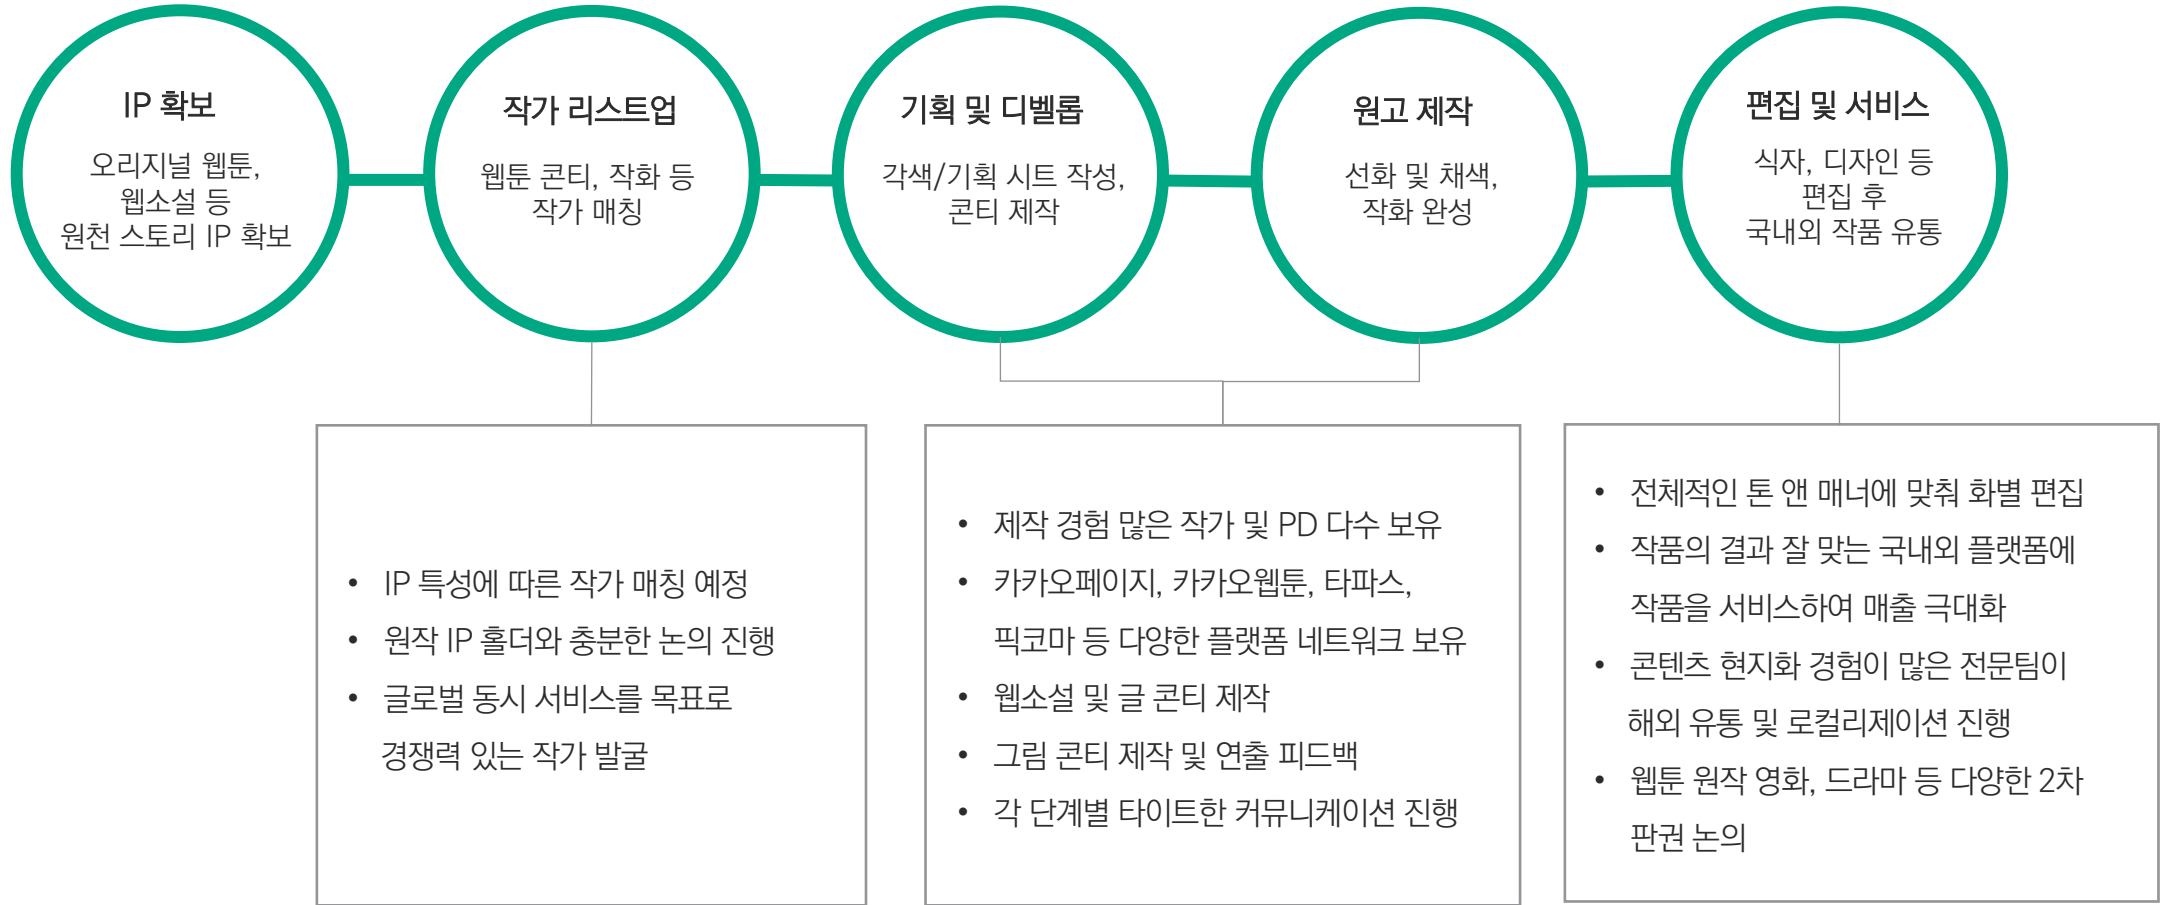 IP 확보
오리지널 웹툰,
웹소설 등
원천 스토리 IP 확보
작가 리스트업
웹툰 콘티, 작화 등
작가 매칭
기획 및 디벨롭
각색/기획 시트 작성,
콘티 제작
원고 제작
선화 및 채색,
작화 완성
편집 및 서비스
식자, 디자인 등
편집 후
국내외 작품 유통
• IP 특성에 따른 작가 매칭 예정
• 원작 IP 홀더와 충분한 논의 진행
• 글로벌 동시 서비스를 목표로
경쟁력 있는 작가 발굴
• 제작 경험 많은 작가 및 PD 다수 보유
• 카카오페이지, 카카오웹툰, 타파스,
픽코마 등 다양한 플랫폼 네트워크 보유
• 웹소설 및 글 콘티 제작
• 그림 콘티 제작 및 연출 피드백
• 각 단계별 타이트한 커뮤니케이션 진행
• 전체적인 톤 앤 매너에 맞춰 화별 편집
• 작품의 결과 잘 맞는 국내외 플랫폼에
작품을 서비스하여 매출 극대화
• 콘텐츠 현지화 경험이 많은 전문팀이
해외 유통 및 로컬리제이션 진행
• 웹툰 원작 영화, 드라마 등 다양한 2차
판권 논의